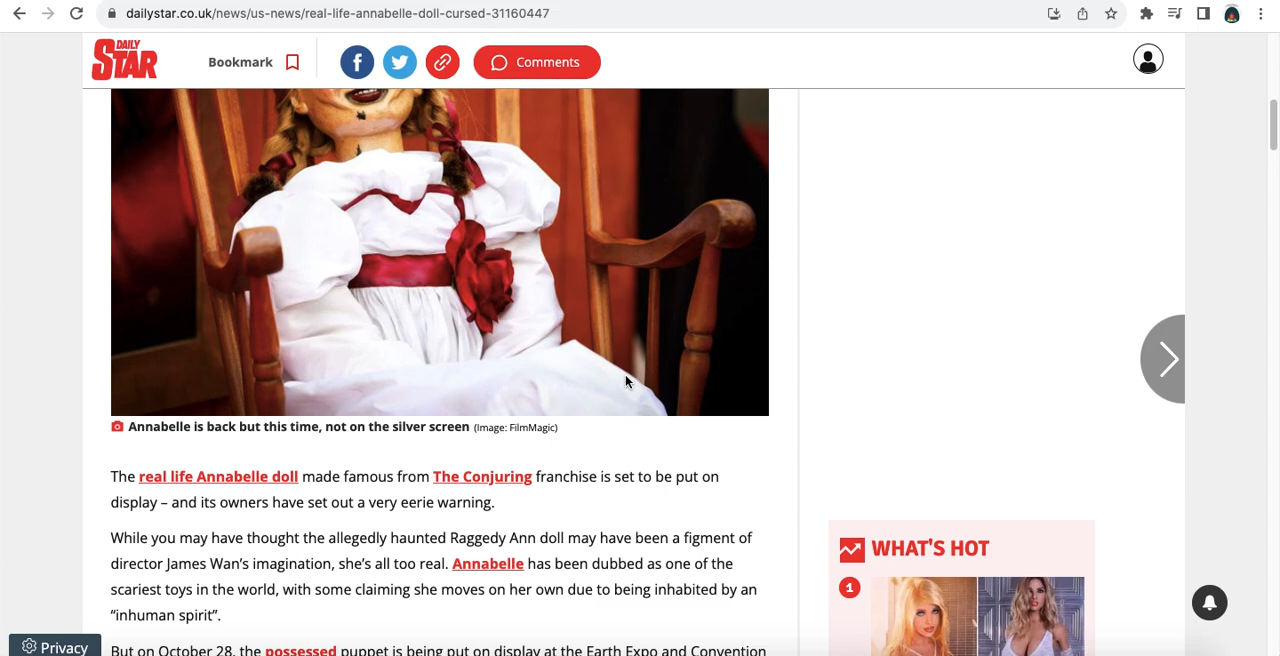 dailystar.co.uk/news/us-news/real-life-annabelle-doll-cursed-31160447
DAILY
STAR
Bookmark
Comments
Annabelle is back but this time, not on the silver screen (Image: FilmMagic)
The real life Annabelle doll made famous from The Conjuring franchise is set to be put on
display – and its owners have set out a very eerie warning.
While you may have thought the allegedly haunted Raggedy Ann doll may have been a figment of
director James Wan’s imagination, she’s all too real. Annabelle has been dubbed as one of the
scariest toys in the world, with some claiming she moves on her own due to being inhabited by an
“inhuman spirit”.
But on October 28, the possessed puppet is being put on display at the Earth Expo and Convention
WHAT'S HOT
1
Privacy